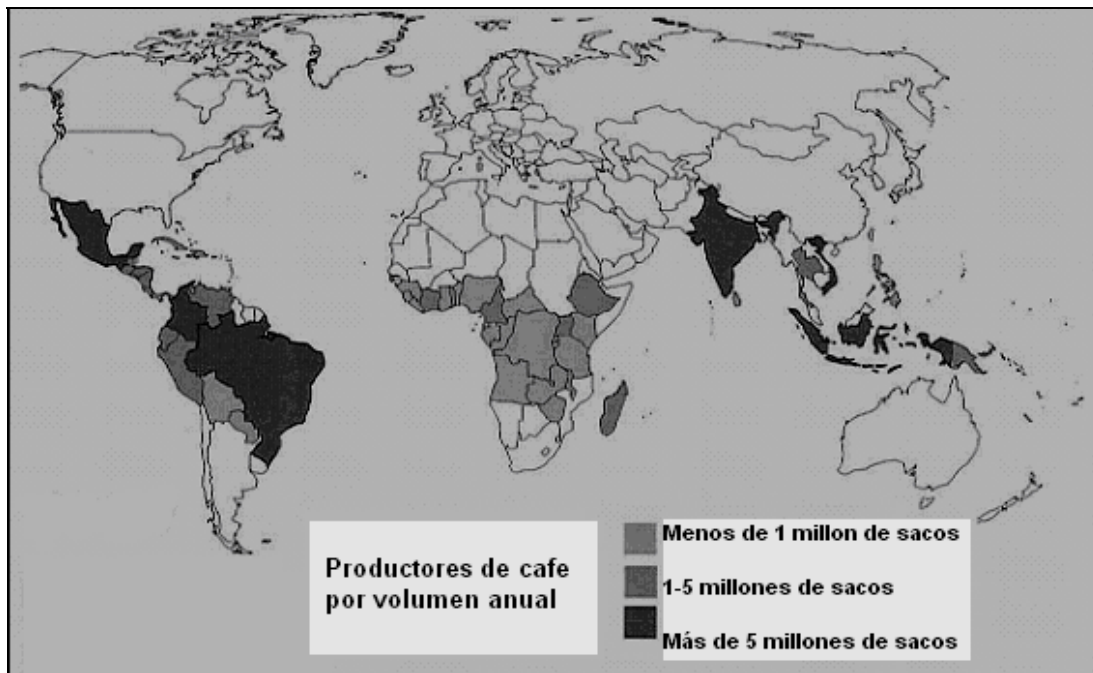 Productores de cafe
por volumen anual
Menos de 1 millon de sacos
1-5 millones de sacos
Más de 5 millones de sacos